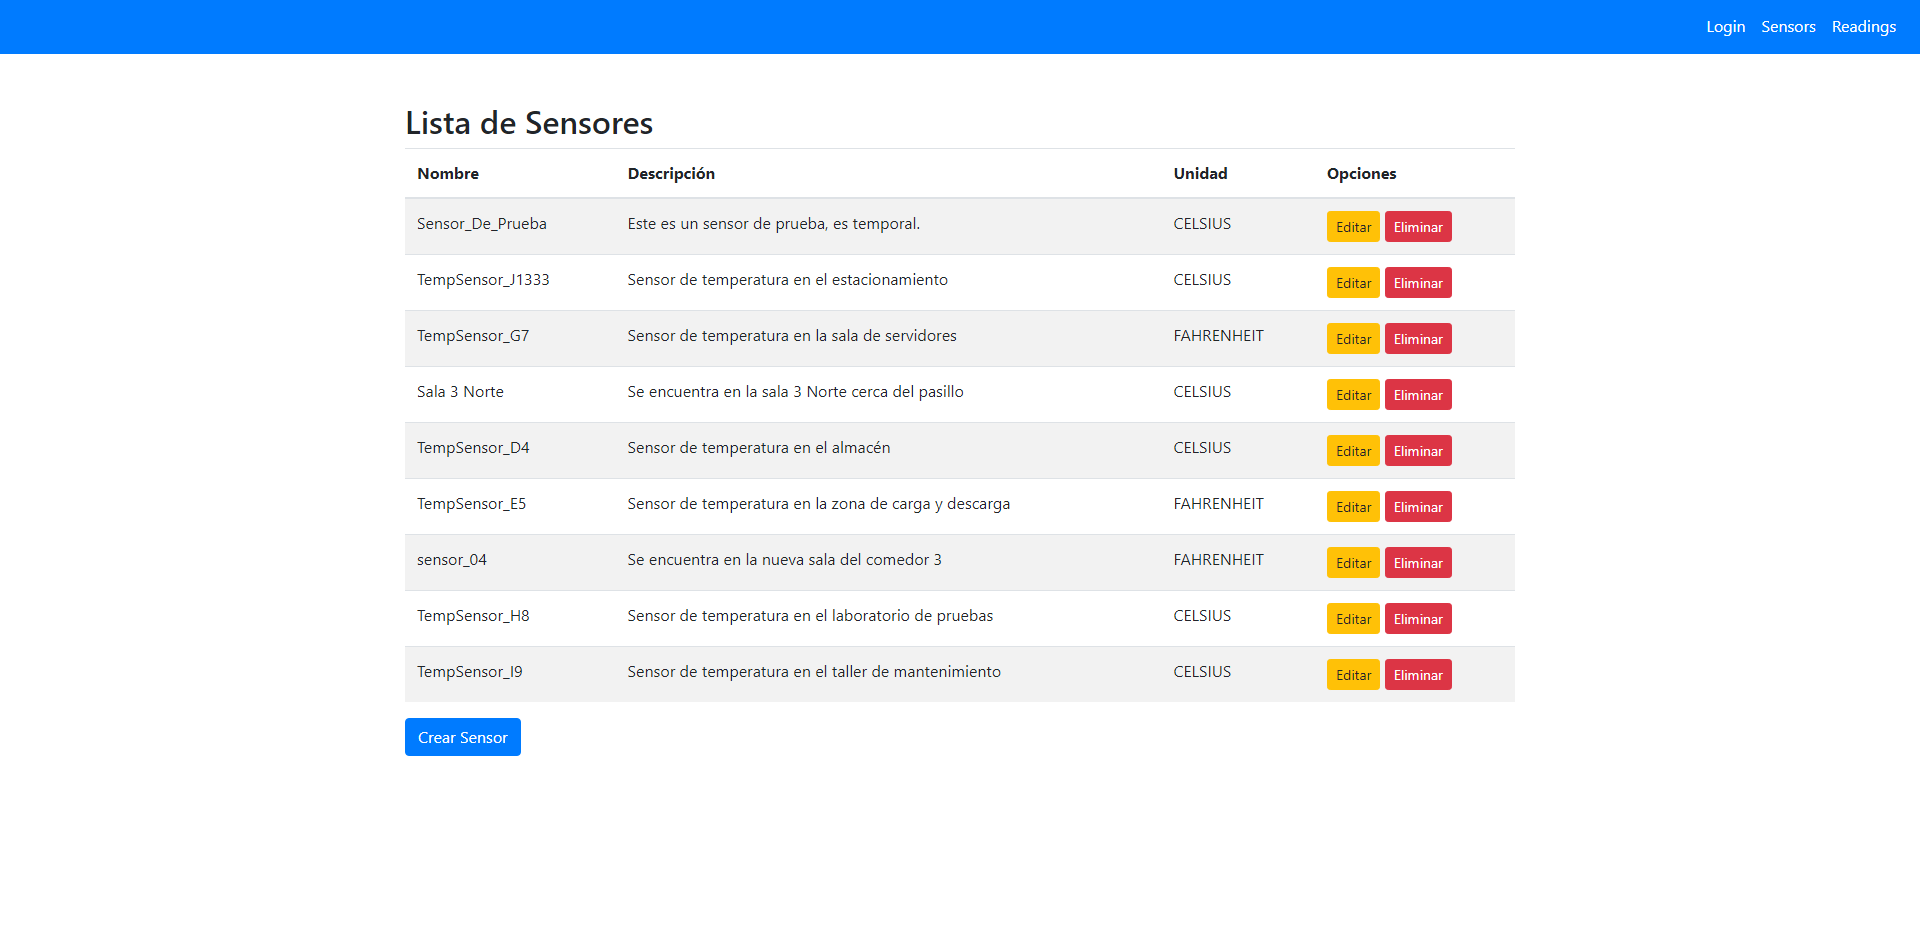 Login Sensors Readings
Lista de Sensores
Nombre Descripción Unidad Opciones
Sensor_De_Prueba Este es un sensor de prueba, es temporal. CELSIUS Editar Eliminar
TempSensor_J1333 Sensor de temperatura en el estacionamiento CELSIUS Editar Eliminar
TempSensor_G7 Sensor de temperatura en la sala de servidores FAHRENHEIT Editar Eliminar
Sala 3 Norte Se encuentra en la sala 3 Norte cerca del pasillo CELSIUS Editar Eliminar
TempSensor_D4 Sensor de temperatura en el almacén CELSIUS Editar Eliminar
TempSensor_E5 Sensor de temperatura en la zona de carga y descarga FAHRENHEIT Editar Eliminar
sensor_04 Se encuentra en la nueva sala del comedor 3 FAHRENHEIT Editar Eliminar
TempSensor_H8 Sensor de temperatura en el laboratorio de pruebas CELSIUS Editar Eliminar
TempSensor_I9 Sensor de temperatura en el taller de mantenimiento CELSIUS Editar Eliminar
Crear Sensor